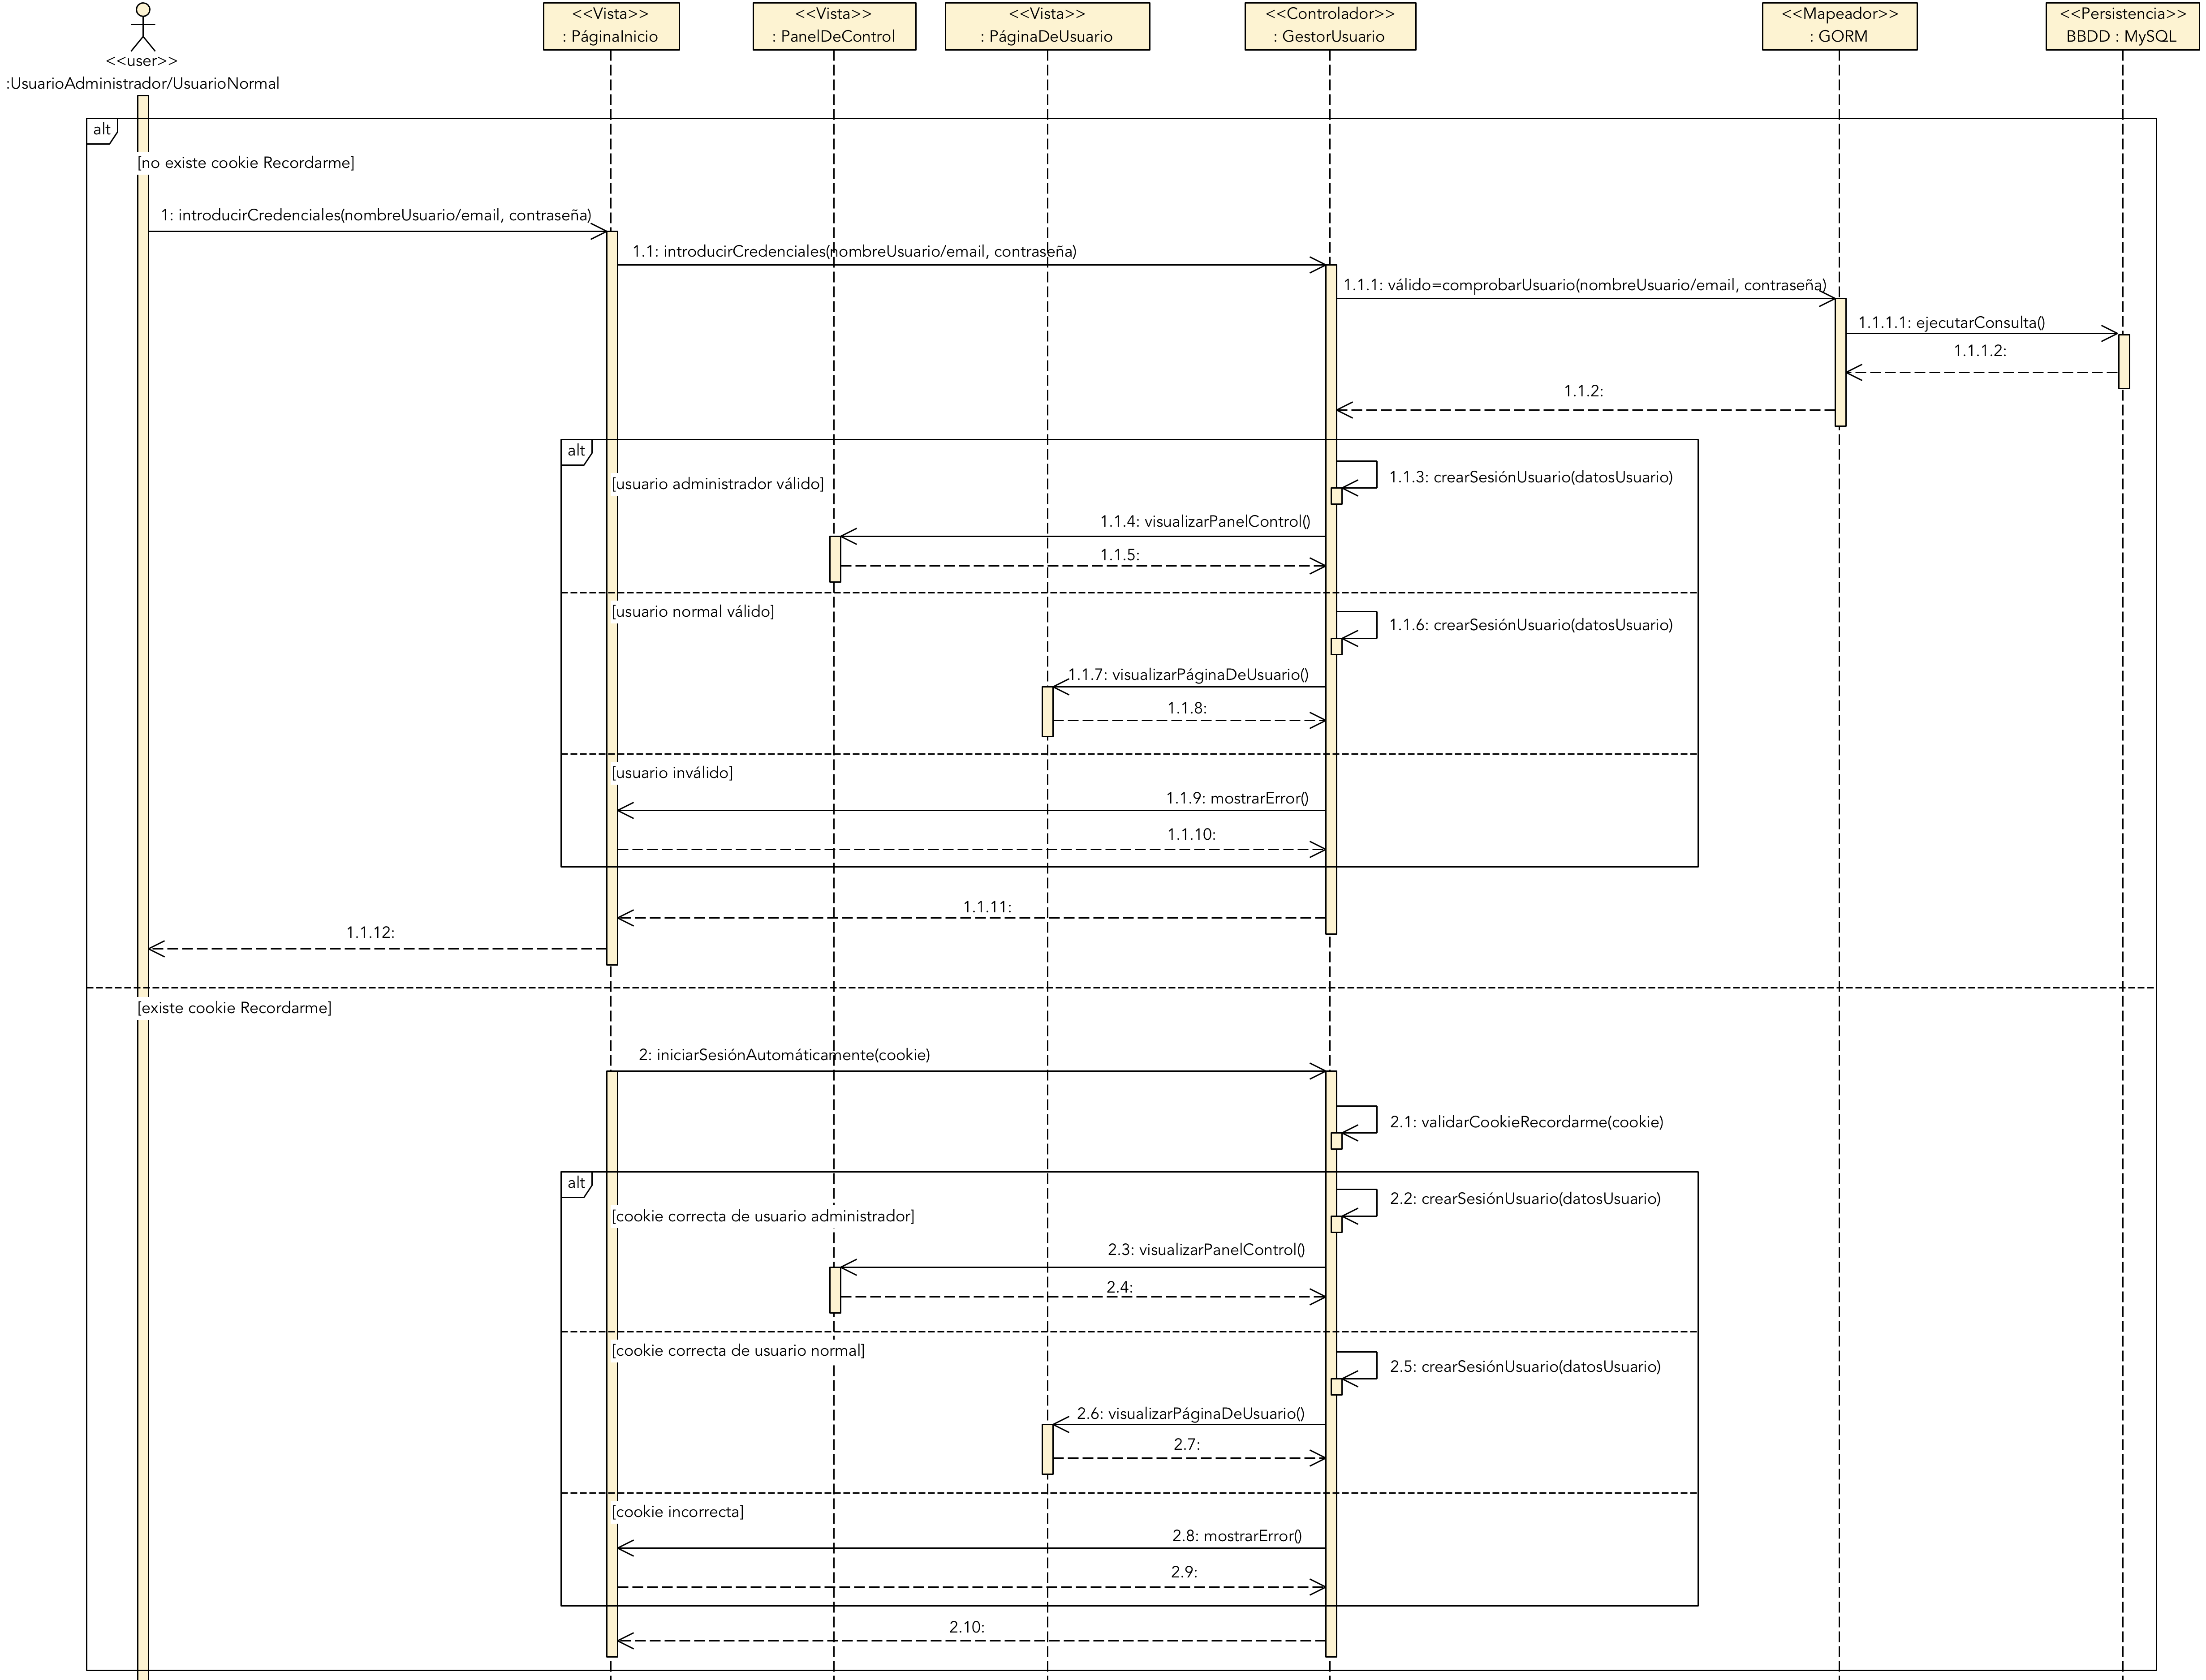 <<Vista>>
: PáginaInicio
<<Vista>>
: PanelDeControl
<<Vista>>
: PáginaDeUsuario
<<Controlador>>
: GestorUsuario
<<Mapeador>>
: GORM
<<Persistencia>>
BBDD : MySQL
<<user>>
:UsuarioAdministrador/UsuarioNormal
alt
[no existe cookie Recordarme]
1: introducirCredenciales(nombreUsuario/email, contraseña)
1.1: introducirCredenciales(nombreUsuario/email, contraseña)
1.1.1: válido=comprobarUsuario(nombreUsuario/email, contraseña)
1.1.1.1: ejecutarConsulta()
1.1.1.2:
1.1.2:
alt
[usuario administrador válido]
1.1.3: crearSesiónUsuario(datosUsuario)
1.1.4: visualizarPanelControl()
1.1.5:
[usuario normal válido]
1.1.6: crearSesiónUsuario(datosUsuario)
1.1.7: visualizarPáginaDeUsuario()
1.1.8:
[usuario inválido]
1.1.9: mostrarError()
1.1.10:
1.1.11:
1.1.12:
[existe cookie Recordarme]
2: iniciarSesiónAutomáticamente(cookie)
2.1: validarCookieRecordarme(cookie)
alt
[cookie correcta de usuario administrador]
2.2: crearSesiónUsuario(datosUsuario)
2.3: visualizarPanelControl()
2.4:
[cookie correcta de usuario normal]
2.5: crearSesiónUsuario(datosUsuario)
2.6: visualizarPáginaDeUsuario()
2.7:
[cookie incorrecta]
2.8: mostrarError()
2.9:
2.10: